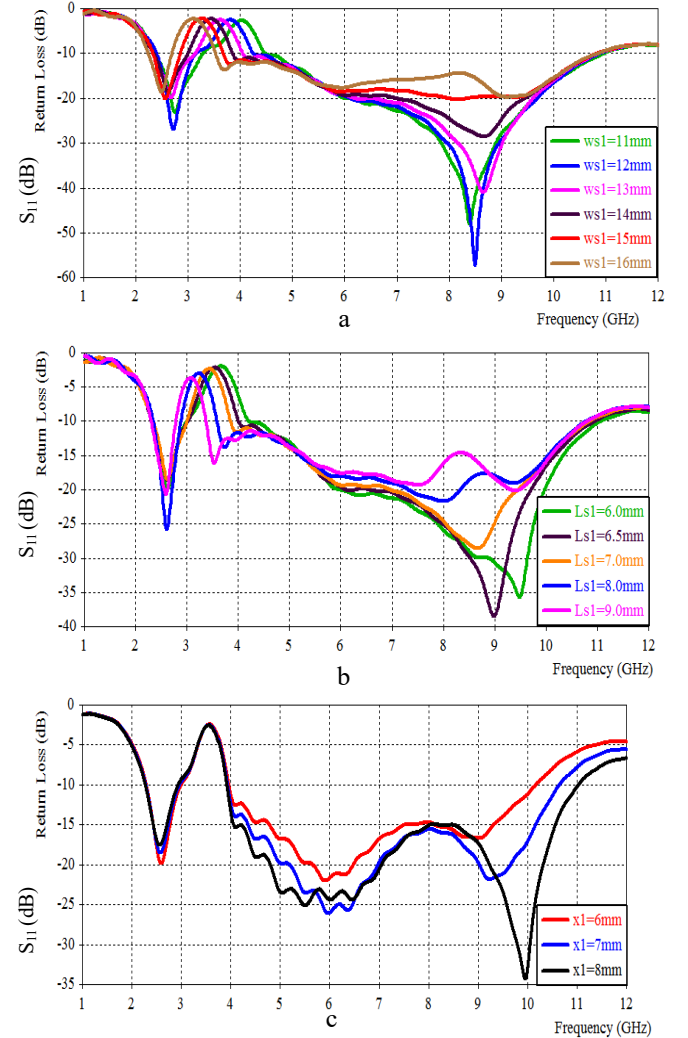 0
-10
-20
-30
-40
-50
-60
Return Loss (dB)
S11 (dB)
ws1=11mm
ws1=12mm
ws1=13mm
ws1=14mm
ws1=15mm
ws1=16mm
1 2 3 4 5 6 7 8 9 10 11 12
a
Frequency (GHz)
0
-5
-10
-15
-20
-25
-30
-35
-40
Return Loss (dB)
S11 (dB)
Ls1=6.0mm
Ls1=6.5mm
Ls1=7.0mm
Ls1=8.0mm
Ls1=9.0mm
1 2 3 4 5 6 7 8 9 10 11 12
b
Frequency (GHz)
0
-5
-10
-15
-20
-25
-30
-35
Return Loss (dB)
S11 (dB)
x1=6mm
x1=7mm
x1=8mm
1 2 3 4 5 6 7 8 9 10 11 12
c
Frequency (GHz)